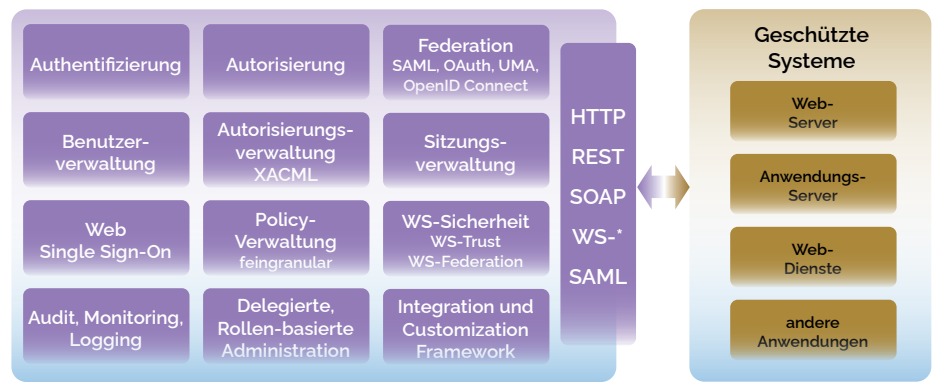 Authentifizierung
Autorisierung
Federation
SAML, OAuth, UMA,
OpenID Connect
Benutzer-
verwaltung
Autorisierungs-
verwaltung
XACML
Sitzungs-
verwaltung
Web
Single Sign-On
Policy-
Verwaltung
feingranular
WS-Sicherheit
WS-Trust
WS-Federation
Audit, Monitoring,
Logging
Delegierte,
Rollen-basierte
Administration
Integration und
Customization
Framework
HTTP
REST
SOAP
WS-*
SAML
Geschützte
Systeme
Web-
Server
Anwendungs-
Server
Web-
Dienste
andere
Anwendungen